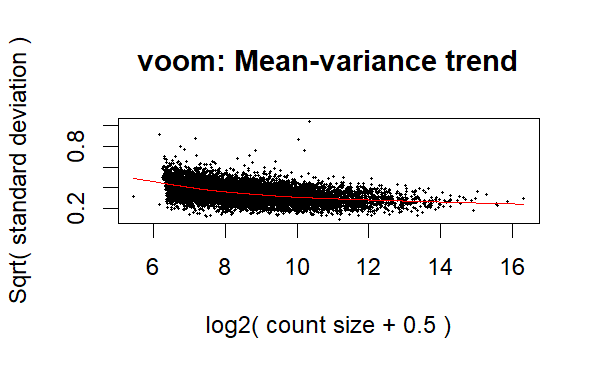 voom: Mean-variance trend
Sqrt( standard deviation )
0.8
0.2
6 8 10 12 14 16
log2( count size + 0.5 )